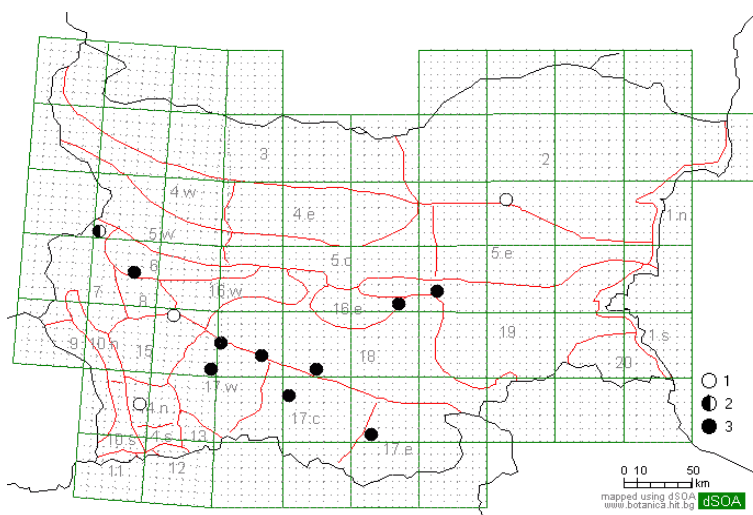 3
2
4.w
4.e
1.n
5.w
5.c
5.e
6
7
8
16.w
16.e
9
10.n
15
18
19
1.s
20
17.w
1
2
3
17.c
13
10.s
17.e
11
12
0 10 50
km
mapped using dSOA
www.botanica.hit.bg
dSOA